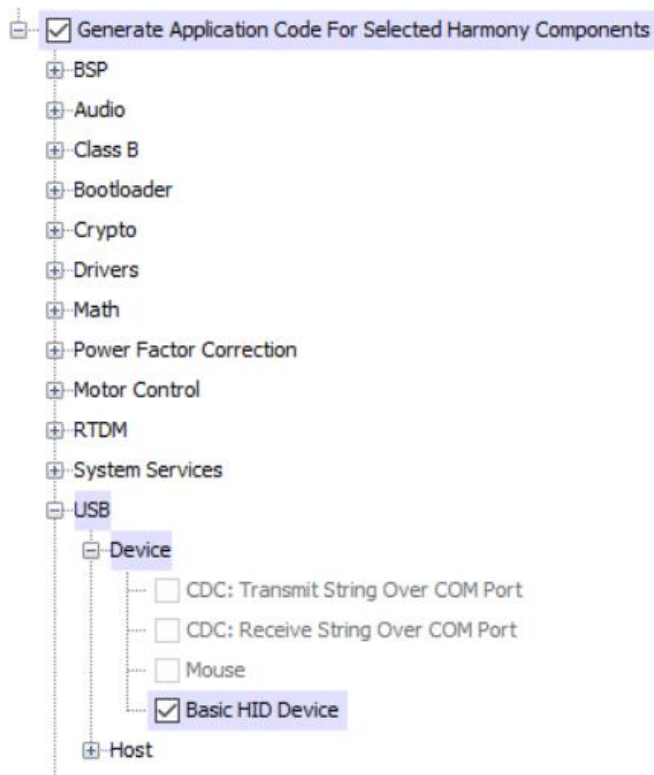 Generate Application Code For Selected Harmony Components
BSP
Audio
Class B
Bootloader
Crypto
Drivers
Math
Power Factor Correction
Motor Control
RTDM
System Services
USB
Device
CDC: Transmit String Over COM Port
CDC: Receive String Over COM Port
Mouse
Basic HID Device
Host